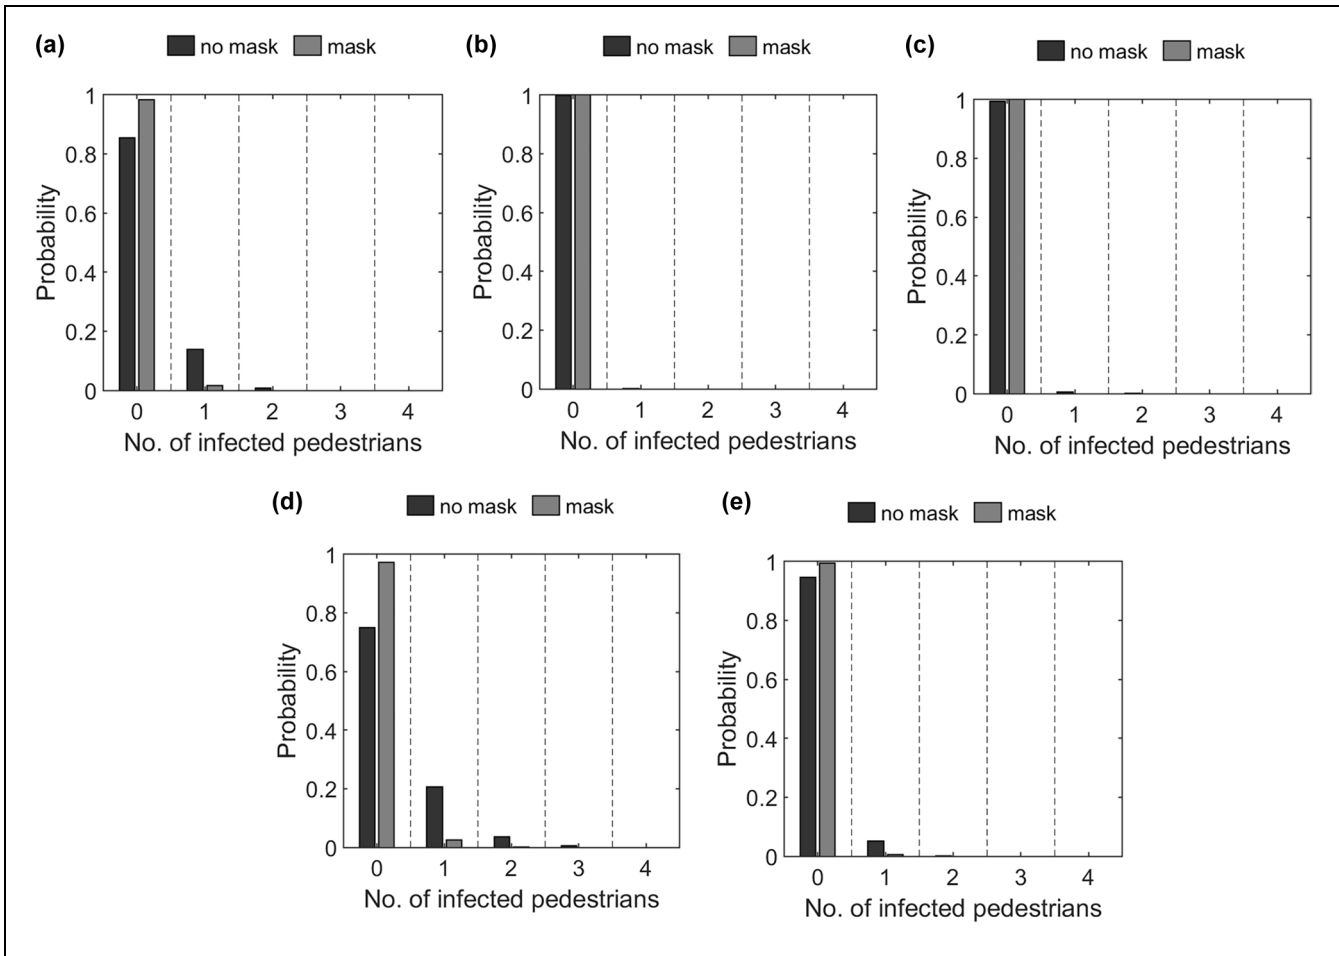 (a) no mask mask
1
0.8
0.6
0.4
0.2
0
Probability
0 1 2 3 4
No. of infected pedestrians
(b) no mask mask
1
0.8
0.6
0.4
0.2
0
Probability
0 1 2 3 4
No. of infected pedestrians
(c) no mask mask
1
0.8
0.6
0.4
0.2
0
Probability
0 1 2 3 4
No. of infected pedestrians
(d) no mask mask
1
0.8
0.6
0.4
0.2
0
Probability
0 1 2 3 4
No. of infected pedestrians
(e) no mask mask
1
0.8
0.6
0.4
0.2
0
Probability
0 1 2 3 4
No. of infected pedestrians